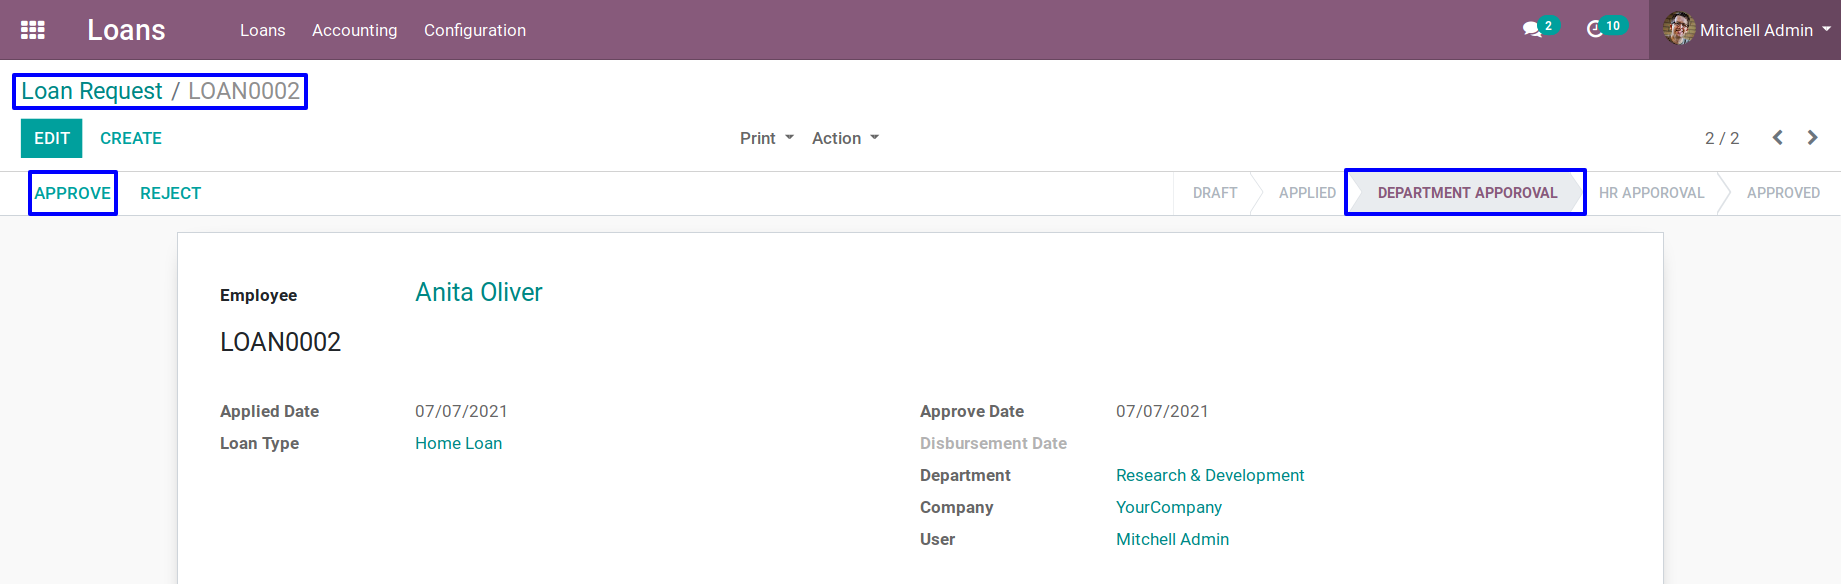 Loans Loans Accounting Configuration 2 10 Mitchell Admin
Loan Request / LOAN0002
EDIT CREATE Print Action 2 / 2
APPROVE REJECT DRAFT APPLIED DEPARTMENT APPOROVAL HR APPOROVAL APPROVED
Employee Anita Oliver
LOAN0002
Applied Date 07/07/2021 Approve Date 07/07/2021
Loan Type Home Loan Disbursement Date
Department Research & Development
Company YourCompany
User Mitchell Admin